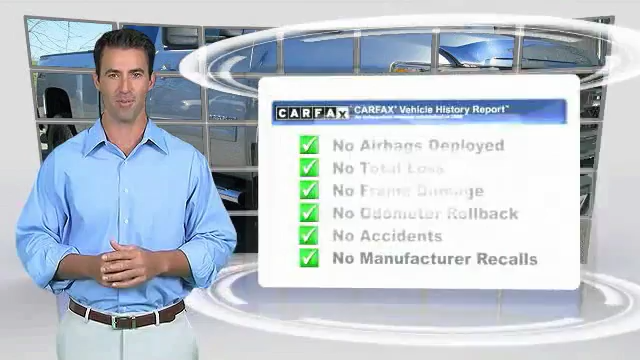 CARFAX CARFAX Vehicle History Report™
No Airbags Deployed
No Total Loss
No Frame Damage
No Odometer Rollback
No Accidents
No Manufacturer Recalls